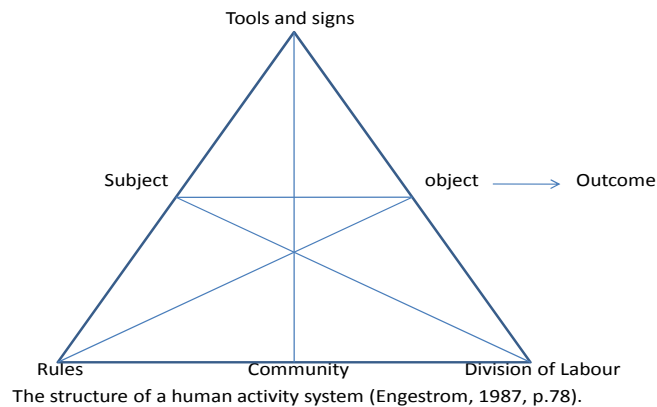 Tools and signs
Subject object Outcome
Rules Community Division of Labour
The structure of a human activity system (Engestrom, 1987, p.78).